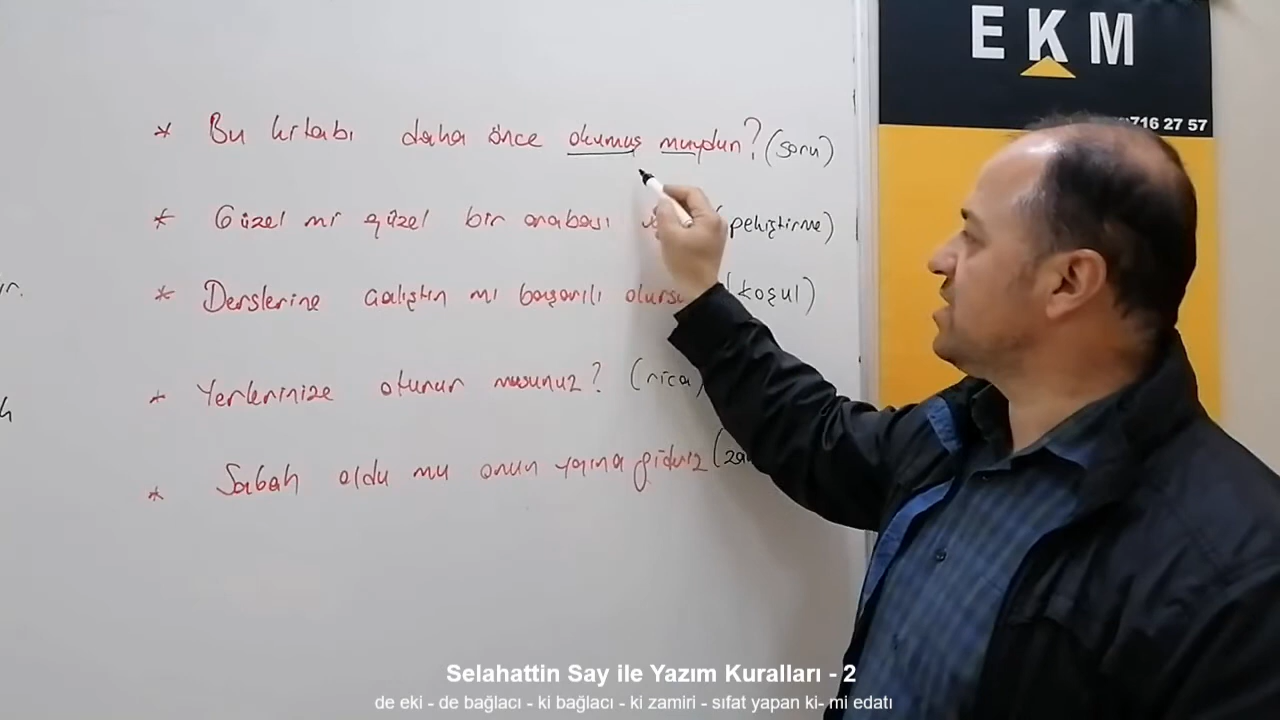 EKM
716 27 57
* Bu kitabı daha önce okumuş muydun? (soru)
* Güzel mi güzel bir arabası (pekiştirme)
* Derslerine çalıştın mı başarılı olursu (koşul)
* Yerlerinize oturur musunuz? (rica)
* Sabah oldu mu onun yanına gideriz (za
ır.
h
Selahattin Say ile Yazım Kuralları - 2
de eki - de bağlacı - ki bağlacı - ki zamiri - sıfat yapan ki- mi edatı